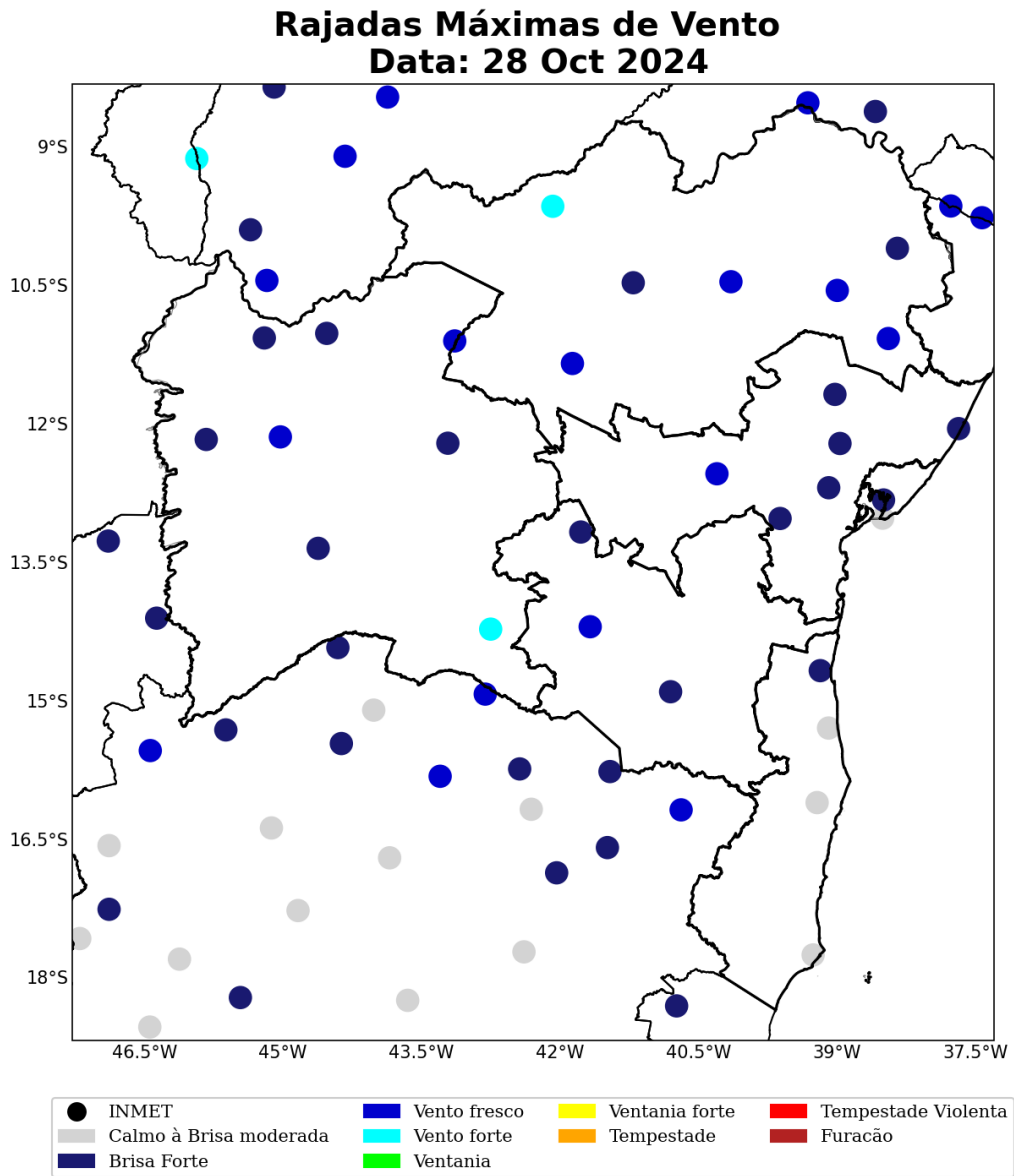 Rajadas Máximas de Vento
Data: 28 Oct 2024
9°S
10.5°S
12°S
13.5°S
15°S
16.5°S
18°S
46.5°W 45°W 43.5°W 42°W 40.5°W 39°W 37.5°W
INMET Vento fresco Ventania forte Tempestade Violenta
Calmo à Brisa moderada Vento forte Tempestade Furacão
Brisa Forte Ventania